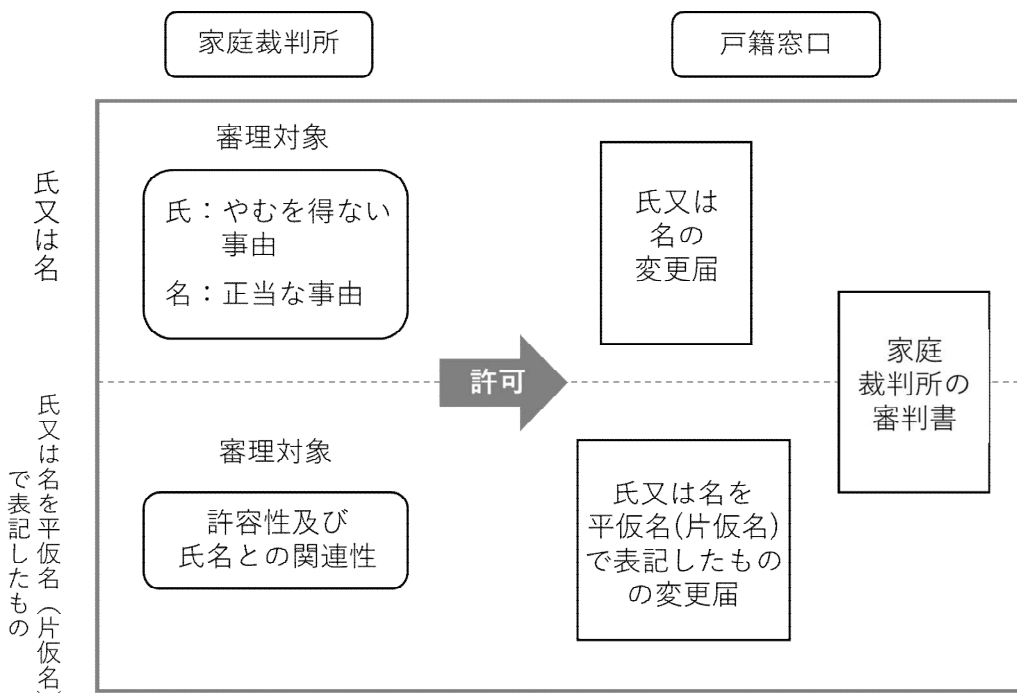 家庭裁判所
戸籍窓口
氏又は名
審理対象
氏：やむを得ない
事由
名：正当な事由
氏又は
名の
変更届
許可
家庭
裁判所の
審判書
氏又は名を平仮名（片仮名）
で表記したもの
審理対象
許容性及び
氏名との関連性
氏又は名を
平仮名(片仮名)
で表記したもの
の変更届